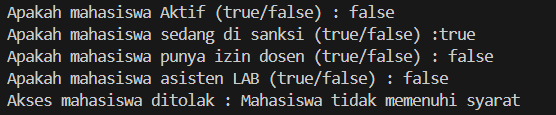 Apakah mahasiswa Aktif (true/false) : false
Apakah mahasiswa sedang di sanksi (true/false) :true
Apakah mahasiswa punya izin dosen (true/false) : false
Apakah mahasiswa asisten LAB (true/false) : false
Akses mahasiswa ditolak : Mahasiswa tidak memenuhi syarat